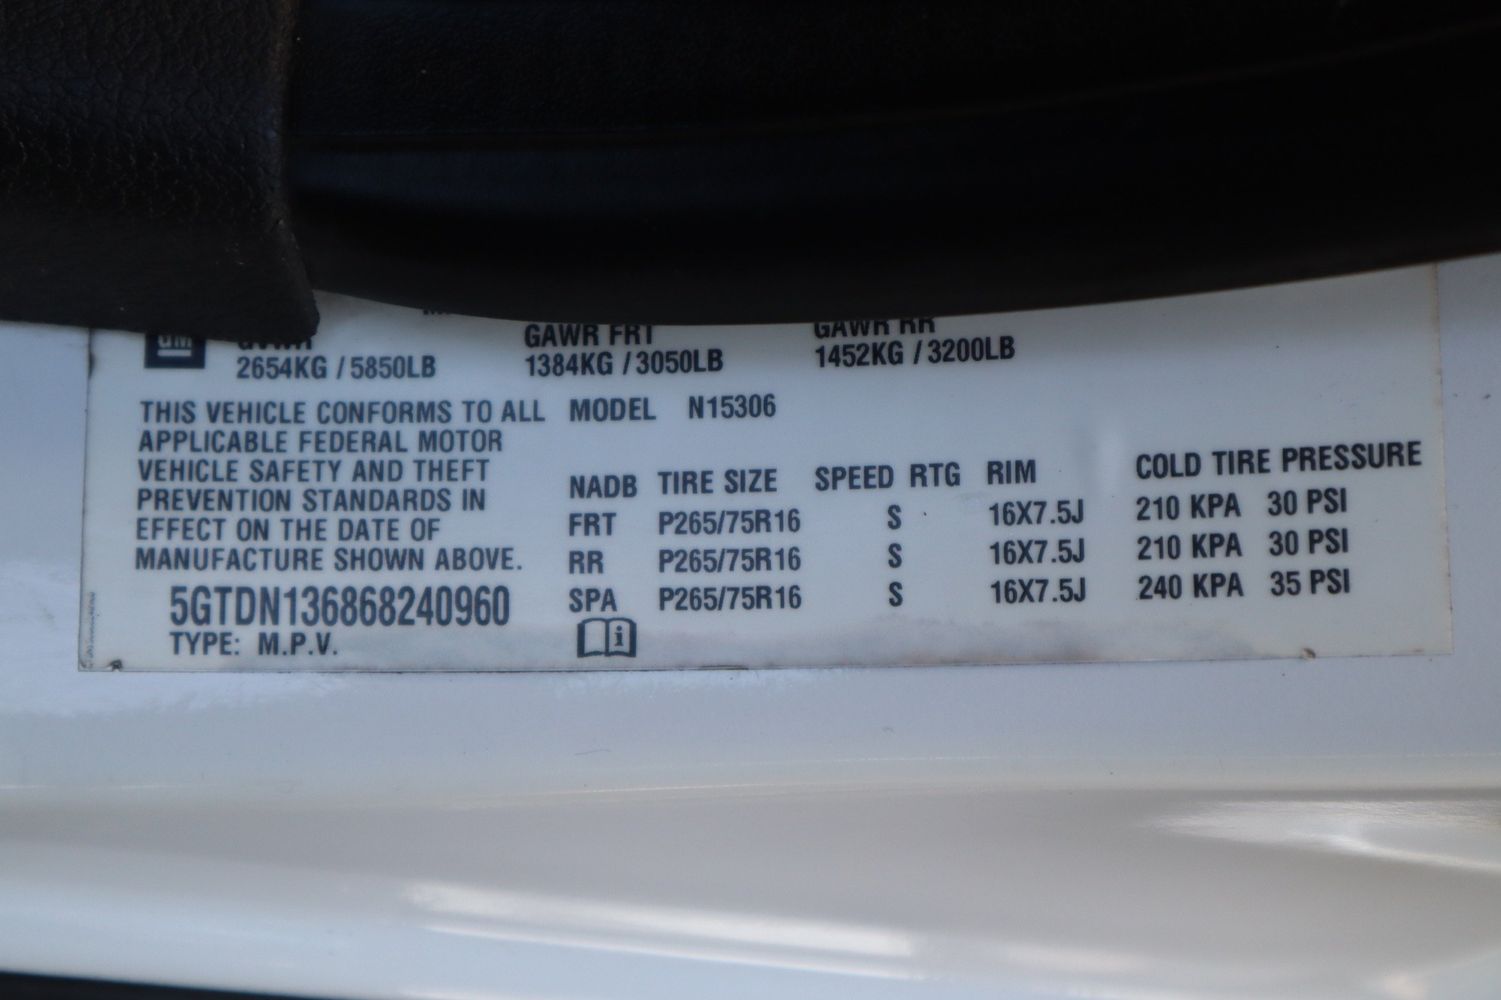 GM
GVWR GAWR FRT GAWR RR
2654KG / 5850LB 1384KG / 3050LB 1452KG / 3200LB
THIS VEHICLE CONFORMS TO ALL
APPLICABLE FEDERAL MOTOR
VEHICLE SAFETY AND THEFT
PREVENTION STANDARDS IN
EFFECT ON THE DATE OF
MANUFACTURE SHOWN ABOVE.
5GTDN136868240960
TYPE: M.P.V.
MODEL N15306
NADB TIRE SIZE SPEED RTG RIM COLD TIRE PRESSURE
FRT P265/75R16 S 16X7.5J 210 KPA 30 PSI
RR P265/75R16 S 16X7.5J 210 KPA 30 PSI
SPA P265/75R16 S 16X7.5J 240 KPA 35 PSI
i